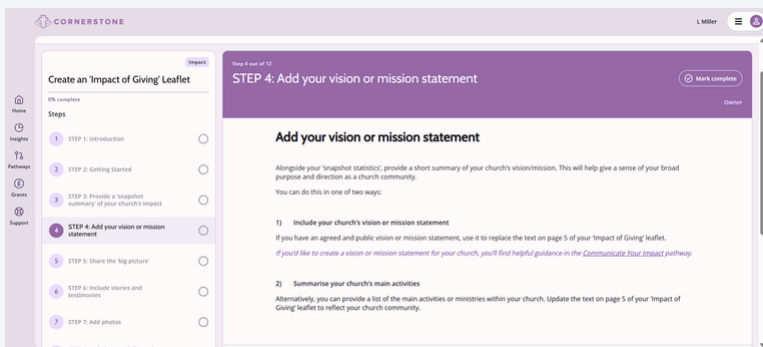 CORNERSTONE
L Miller
Home
Insights
Pathways
Grants
Support
Impact
Create an 'Impact of Giving' Leaflet
0% complete
Steps
1 STEP 1: Introduction
2 STEP 2: Getting Started
3 STEP 3: Provide a 'snapshot
summary' of your church's impact
4 STEP 4: Add your vision or mission
statement
5 STEP 5: Share the 'big picture'
6 STEP 6: Include stories and
testimonies
7 STEP 7: Add photos
Step 4 out of 12
STEP 4: Add your vision or mission statement
Mark complete
Owner
Add your vision or mission statement
Alongside your 'snapshot statistics', provide a short summary of your church's vision/mission. This will help give a sense of your broad
purpose and direction as a church community.
You can do this in one of two ways:
1) Include your church's vision or mission statement
If you have an agreed and public vision or mission statement, use it to replace the text on page 5 of your 'Impact of Giving' leaflet.
If you'd like to create a vision or mission statement for your church, you'll find helpful guidance in the Communicate Your Impact pathway.
2) Summarise your church's main activities
Alternatively, you can provide a list of the main activities or ministries within your church. Update the text on page 5 of your 'Impact of
Giving' leaflet to reflect your church community.